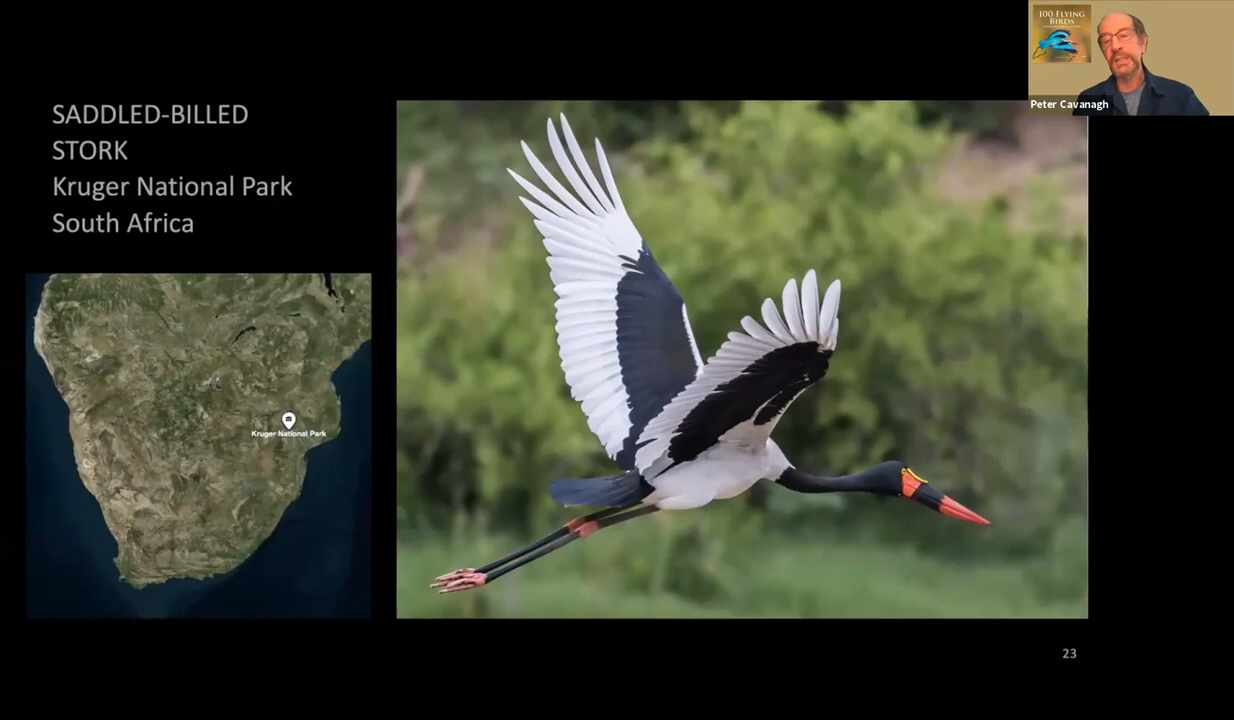 SADDLED-BILLED
STORK
Kruger National Park
South Africa
Kruger National Park
100 FLYING
BIRDS
Peter Cavanagh
23